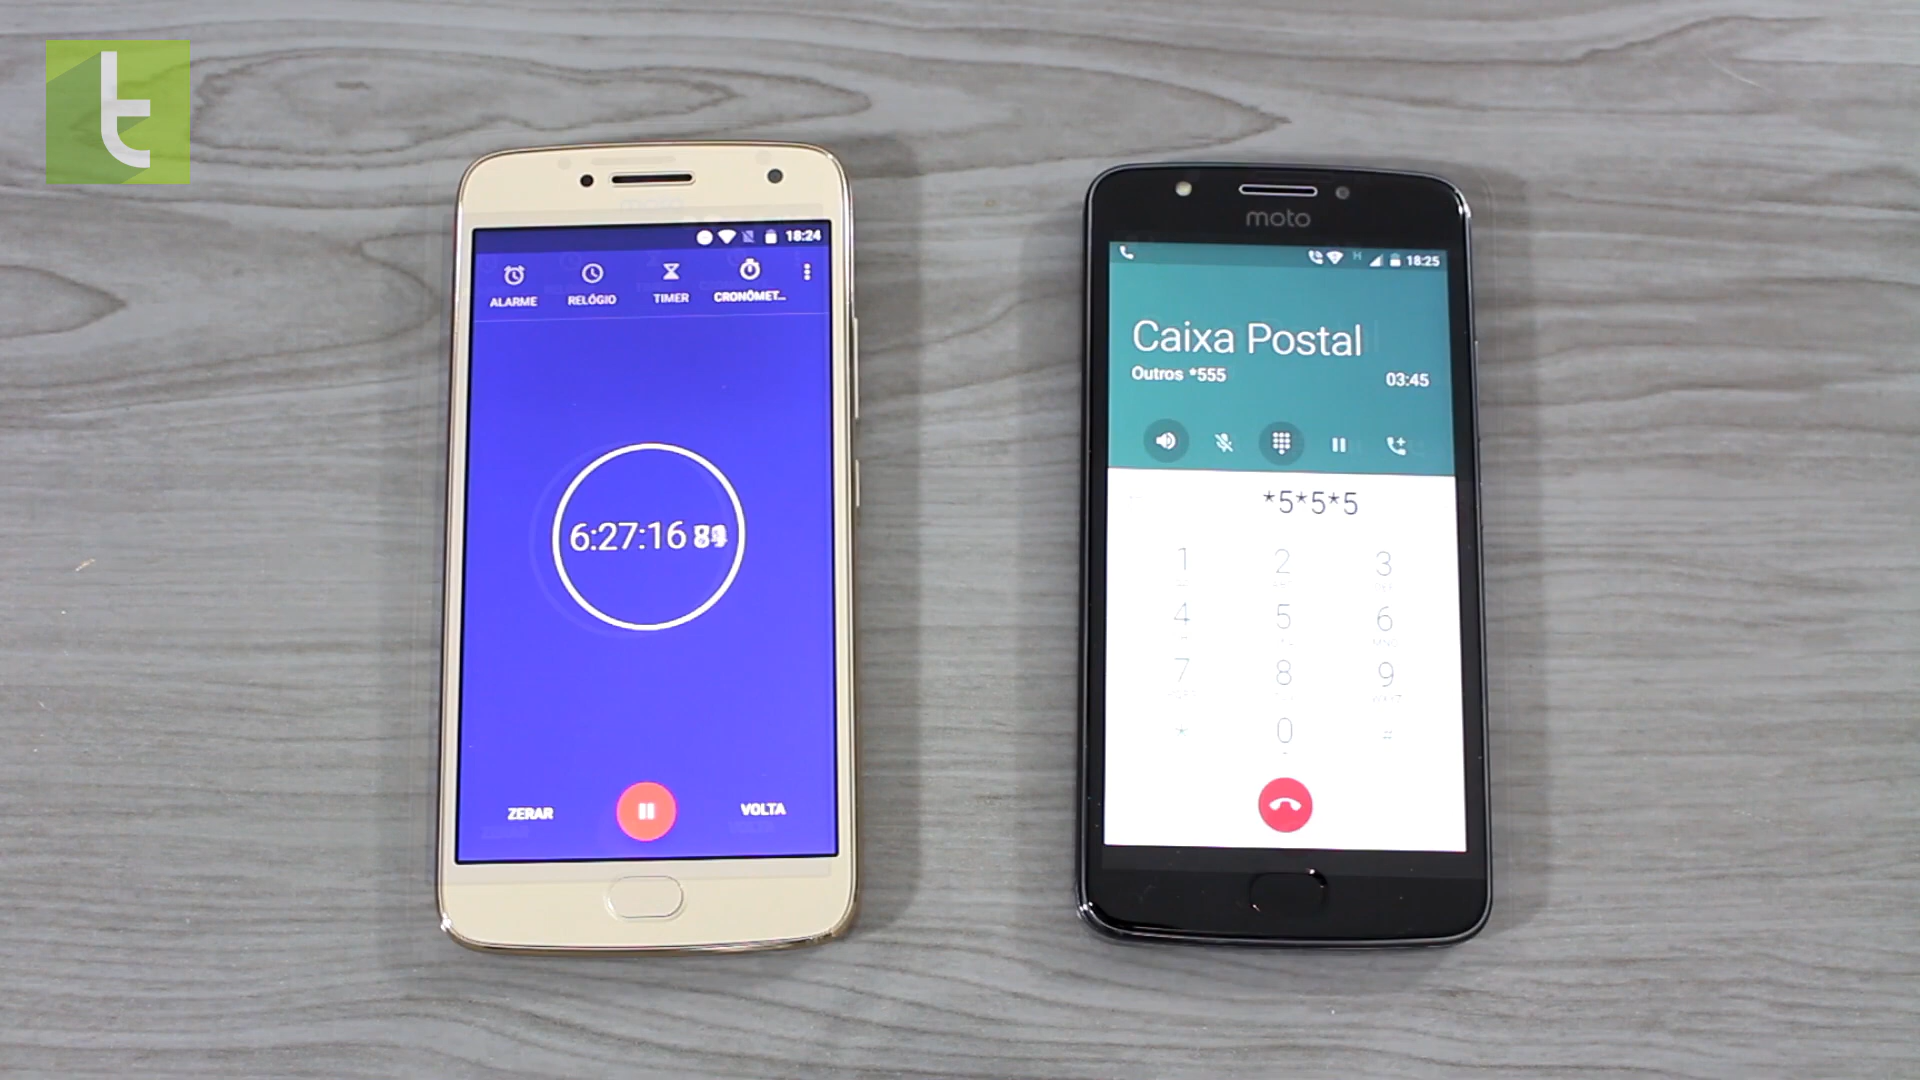 t
18:24
ALARME
RELÓGIO
TIMER
CRONÔMET...
6:27:16
ZERAR
VOLTA
moto
18:25
Caixa Postal
Outros *555
03:45
*5*5*5
1 2 3
4 5 6
7 8 9
* 0 #